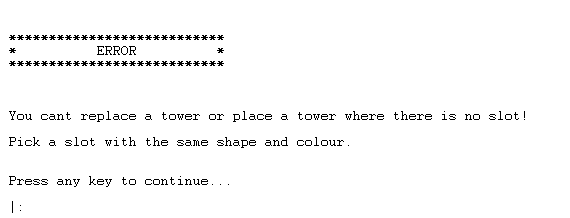 ***************************
*          ERROR          *
***************************
You cant replace a tower or place a tower where there is no slot!
Pick a slot with the same shape and colour.
Press any key to continue...
|: